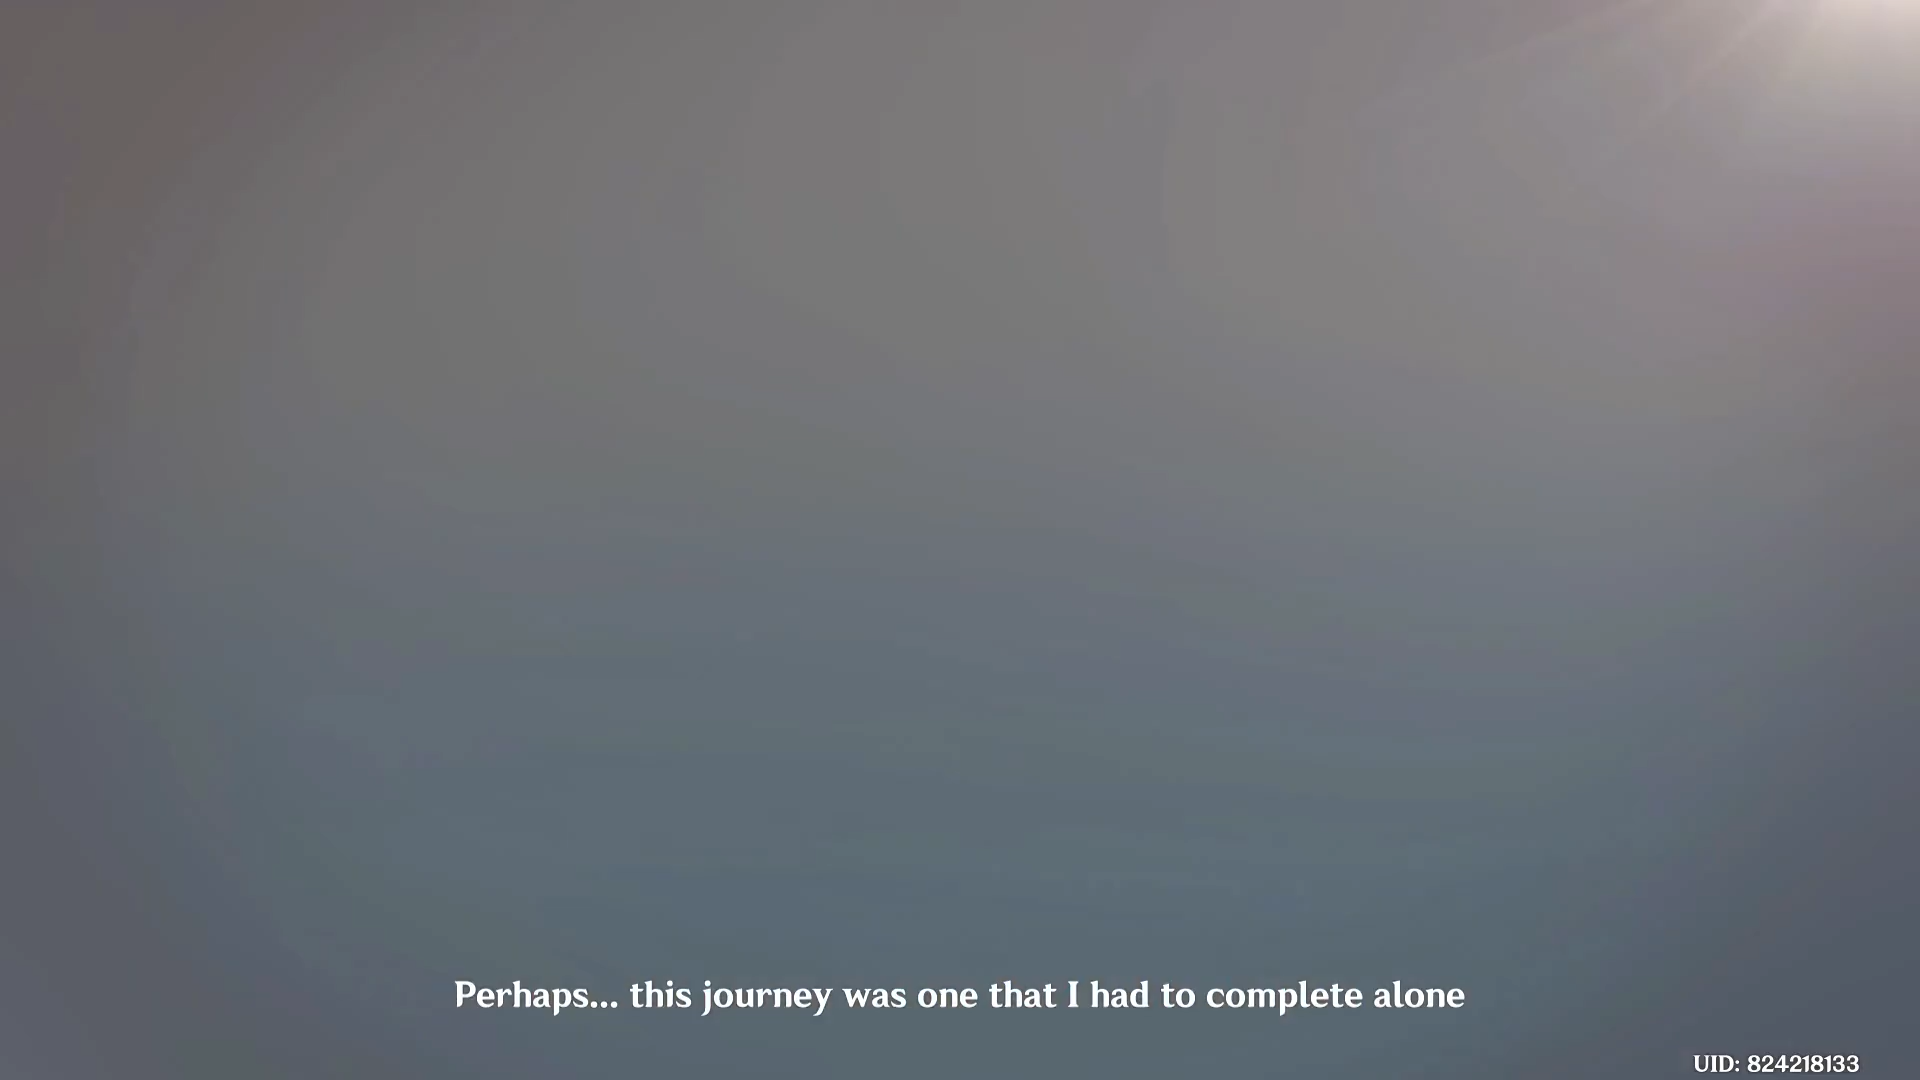 Perhaps... this journey was one that I had to complete alone
UID: 824218133